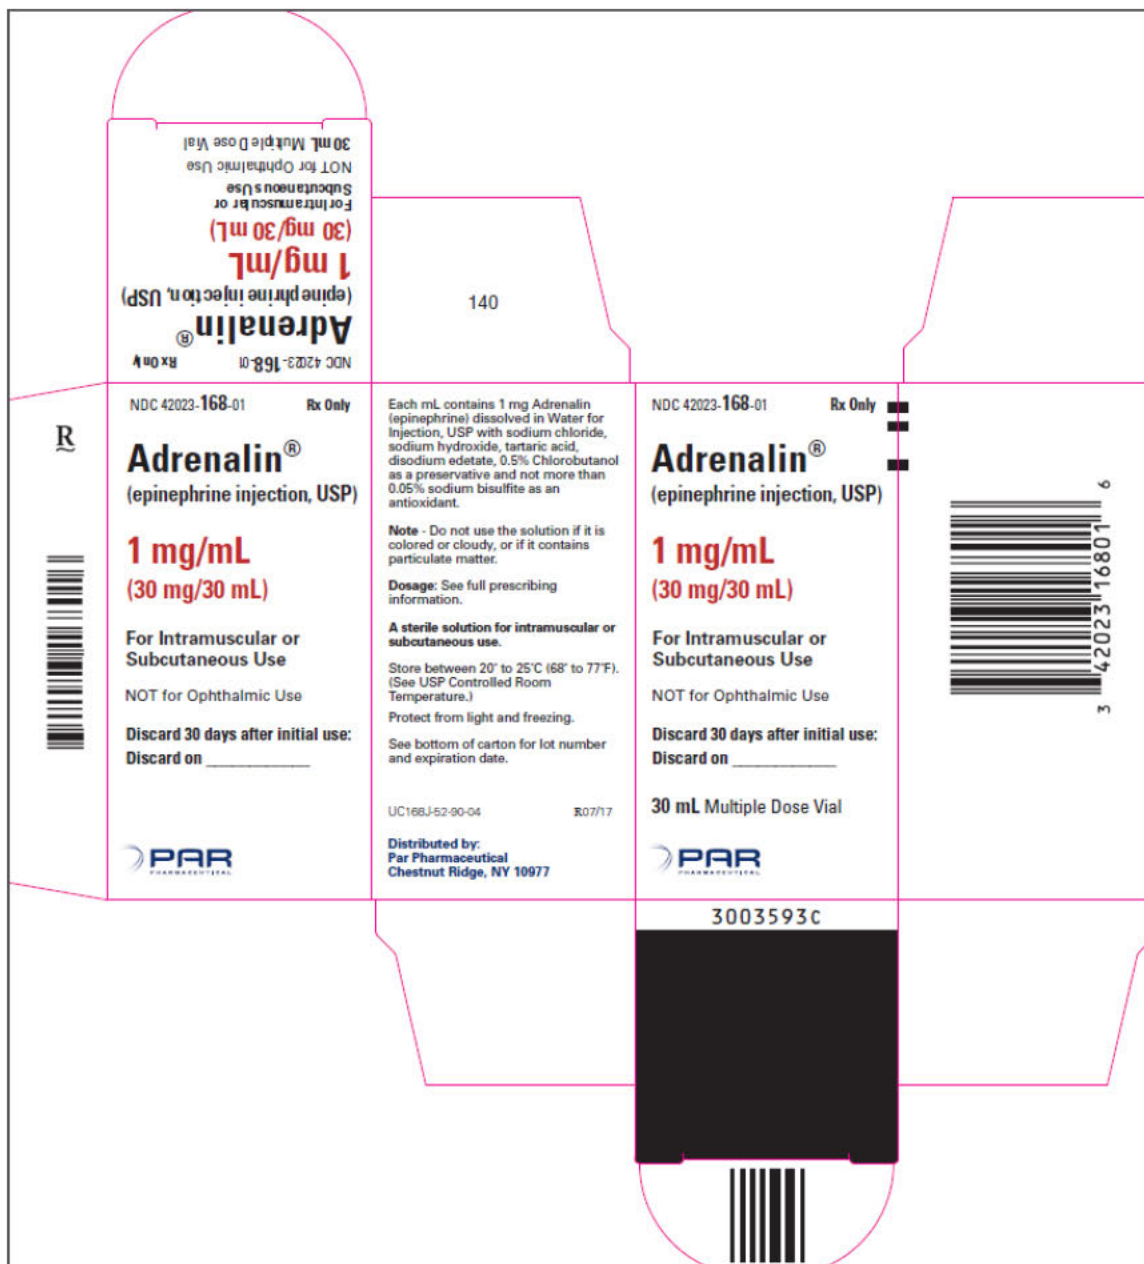 NDC 42023-168-01 Rx Only
Adrenalin®
(epinephrine injection, USP)
1 mg/mL
(30 mg/30 mL)
For Intramuscular or
Subcutaneous Use
NOT for Ophthalmic Use
30 mL Multiple Dose Vial
140
R
NDC 42023-168-01 Rx Only
Adrenalin®
(epinephrine injection, USP)
1 mg/mL
(30 mg/30 mL)
For Intramuscular or
Subcutaneous Use
NOT for Ophthalmic Use
Discard 30 days after initial use:
Discard on ____________
PAR
PHARMACEUTICAL
Each mL contains 1 mg Adrenalin
(epinephrine) dissolved in Water for
Injection, USP with sodium chloride,
sodium hydroxide, tartaric acid,
disodium edetate, 0.5% Chlorobutanol
as a preservative and not more than
0.05% sodium bisulfite as an
antioxidant.
Note - Do not use the solution if it is
colored or cloudy, or if it contains
particulate matter.
Dosage: See full prescribing
information.
A sterile solution for intramuscular or
subcutaneous use.
Store between 20° to 25°C (68° to 77°F).
(See USP Controlled Room
Temperature.)
Protect from light and freezing.
See bottom of carton for lot number
and expiration date.
UC168J-52-90-04 R07/17
Distributed by:
Par Pharmaceutical
Chestnut Ridge, NY 10977
NDC 42023-168-01 Rx Only
Adrenalin®
(epinephrine injection, USP)
1 mg/mL
(30 mg/30 mL)
For Intramuscular or
Subcutaneous Use
NOT for Ophthalmic Use
Discard 30 days after initial use:
Discard on ____________
30 mL Multiple Dose Vial
PAR
PHARMACEUTICAL
3 42023 16801 6
3003593C